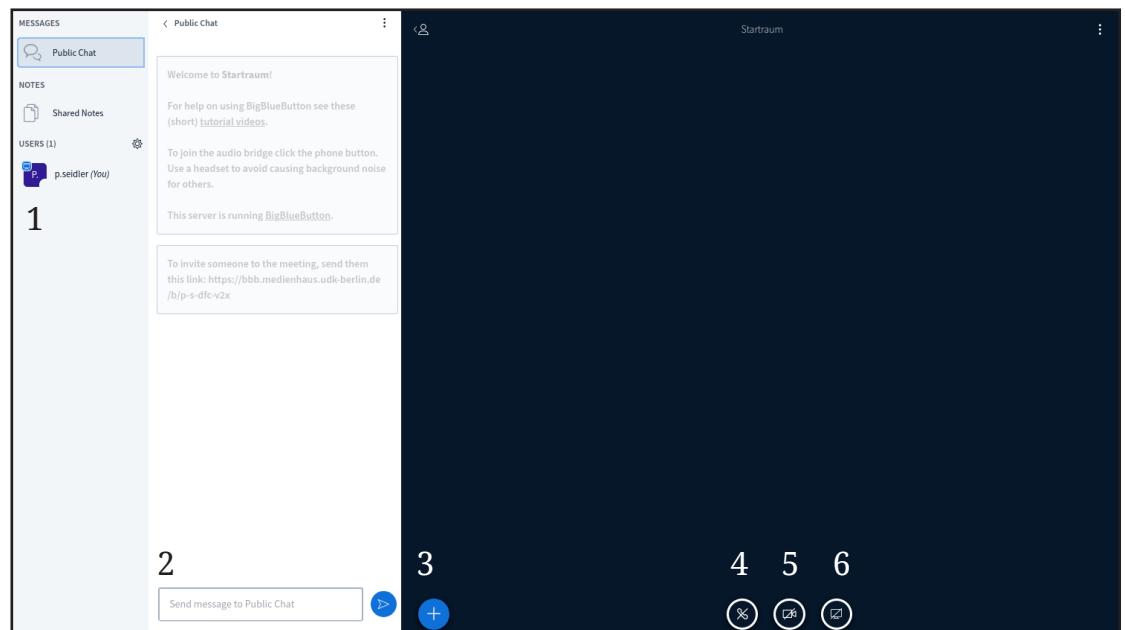 MESSAGES
Public Chat
NOTES
Shared Notes
USERS (1)
P.
p.seidler (You)
1
Public Chat
Welcome to Startraum!
For help on using BigBlueButton see these
(short) tutorial videos.
To join the audio bridge click the phone button.
Use a headset to avoid causing background noise
for others.
This server is running BigBlueButton.
To invite someone to the meeting, send them
this link: https://bbb.medienhaus.udk-berlin.de
/b/p-s-dfc-v2x
2
Send message to Public Chat
Startraum
3
4 5 6